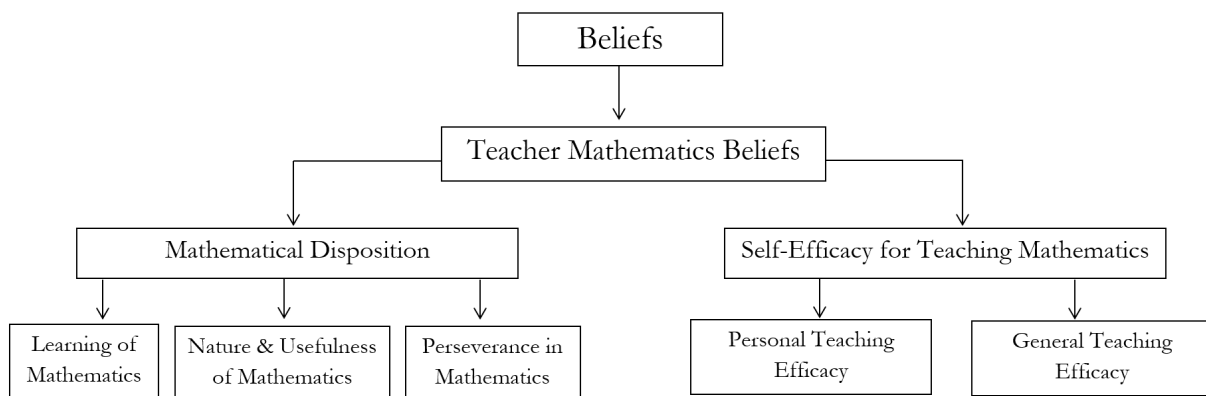 Beliefs
Teacher Mathematics Beliefs
Mathematical Disposition
Self-Efficacy for Teaching Mathematics
Learning of
Mathematics
Nature & Usefulness
of Mathematics
Perseverance in
Mathematics
Personal Teaching
Efficacy
General Teaching
Efficacy